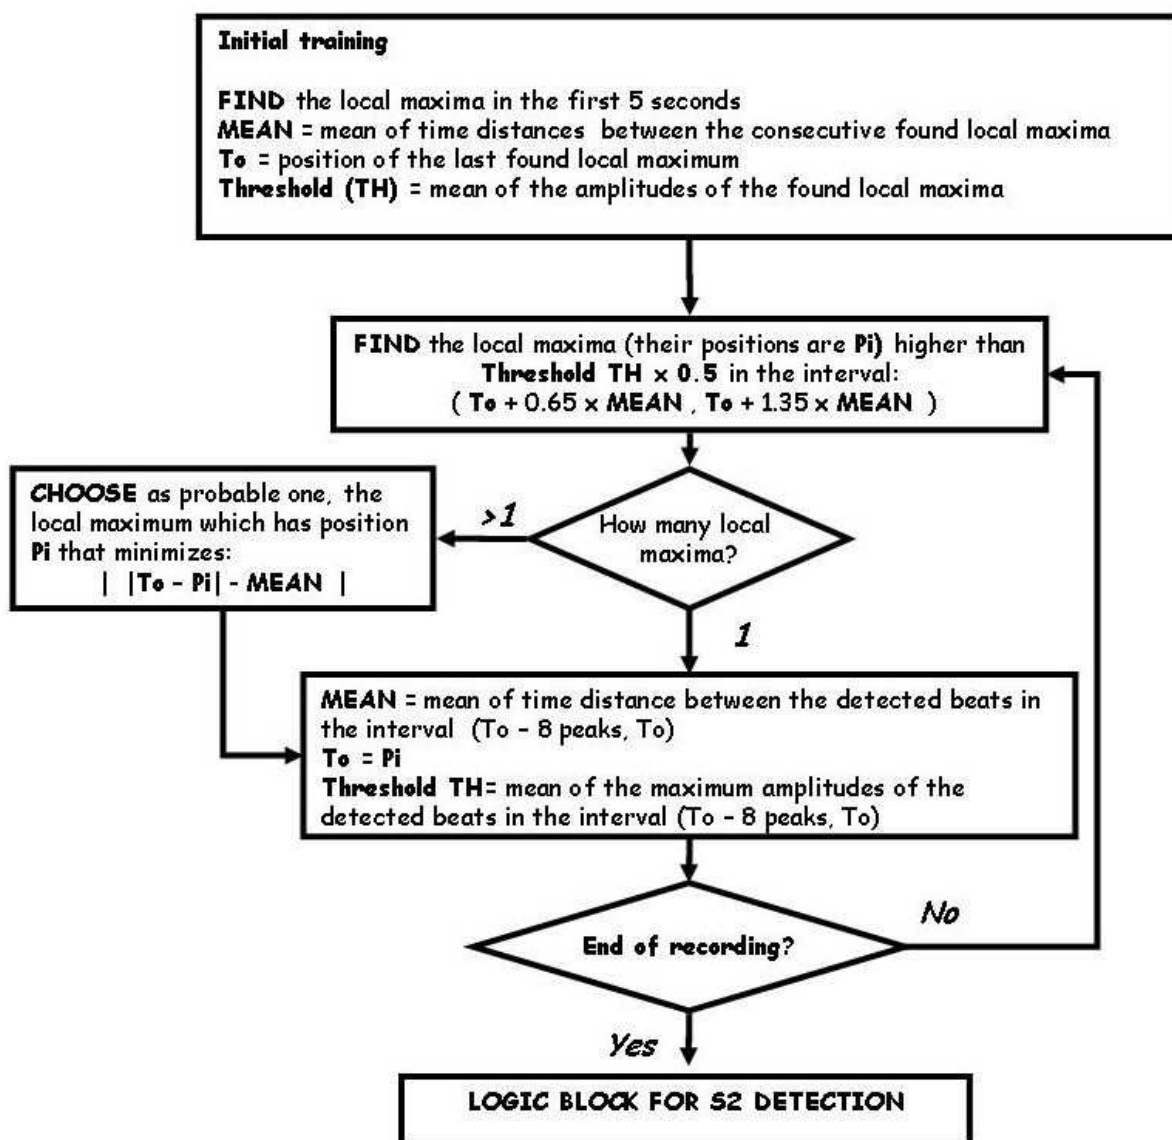 Initial training
FIND the local maxima in the first 5 seconds
MEAN = mean of time distances between the consecutive found local maxima
To = position of the last found local maximum
Threshold (TH) = mean of the amplitudes of the found local maxima
FIND the local maxima (their positions are Pi) higher than
Threshold TH x 0.5 in the interval:
( To + 0.65 x MEAN , To + 1.35 x MEAN )
CHOOSE as probable one, the
local maximum which has position
Pi that minimizes:
| |To - Pi| - MEAN |
>1
How many local
maxima?
1
MEAN = mean of time distance between the detected beats in
the interval (To - 8 peaks, To)
To = Pi
Threshold TH= mean of the maximum amplitudes of the
detected beats in the interval (To - 8 peaks, To)
No
End of recording?
Yes
LOGIC BLOCK FOR S2 DETECTION